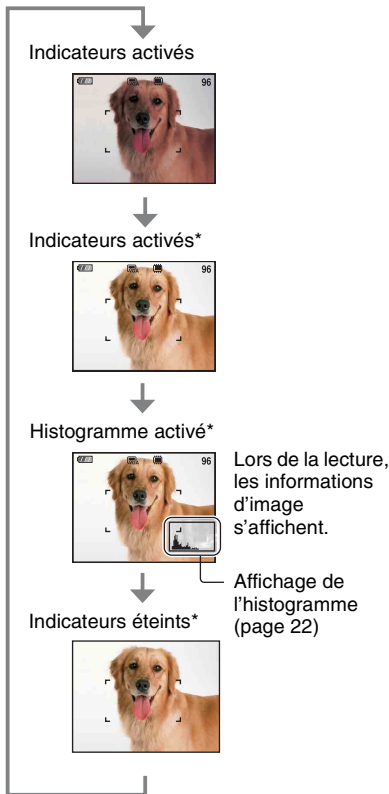 Indicateurs activés
96
Indicateurs activés*
96
Histogramme activé*
96
Lors de la lecture,
les informations
d'image
s'affichent.
Affichage de
l'histogramme
(page 22)
Indicateurs éteints*